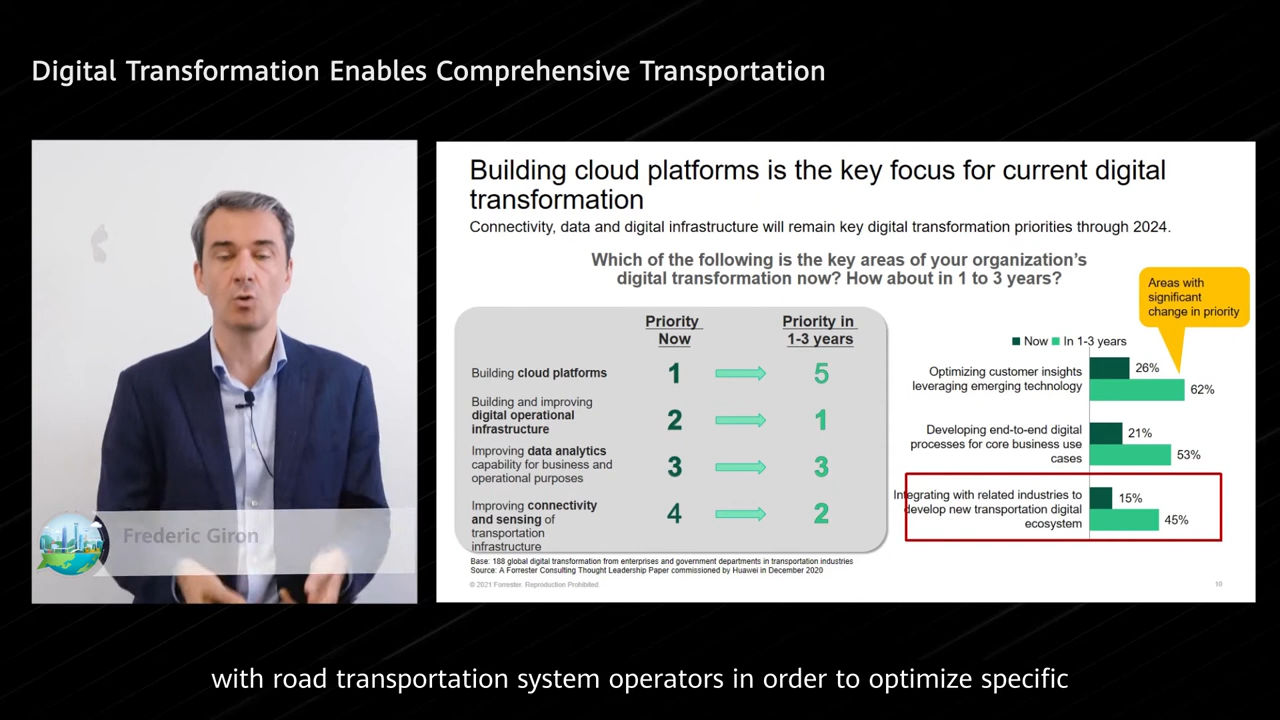 Digital Transformation Enables Comprehensive Transportation
Frederic Giron
Building cloud platforms is the key focus for current digital
transformation
Connectivity, data and digital infrastructure will remain key digital transformation priorities through 2024.
Which of the following is the key areas of your organization's
digital transformation now? How about in 1 to 3 years?
Areas with
significant
change in priority
Priority
Now
Priority in
1-3 years
Building cloud platforms
1
5
Building and improving
digital operational
infrastructure
2
1
Improving data analytics
capability for business and
operational purposes
3
3
Improving connectivity
and sensing of
transportation
infrastructure
4
2
Now
In 1-3 years
Optimizing customer insights
leveraging emerging technology
26%
62%
Developing end-to-end digital
processes for core business use
cases
21%
53%
Integrating with related industries to
develop new transportation digital
ecosystem
15%
45%
Base: 188 global digital transformation from enterprises and government departments in transportation industries
Source: A Forrester Consulting Thought Leadership Paper commissioned by Huawei in December 2020
© 2021 Forrester. Reproduction Prohibited.
10
with road transportation system operators in order to optimize specific